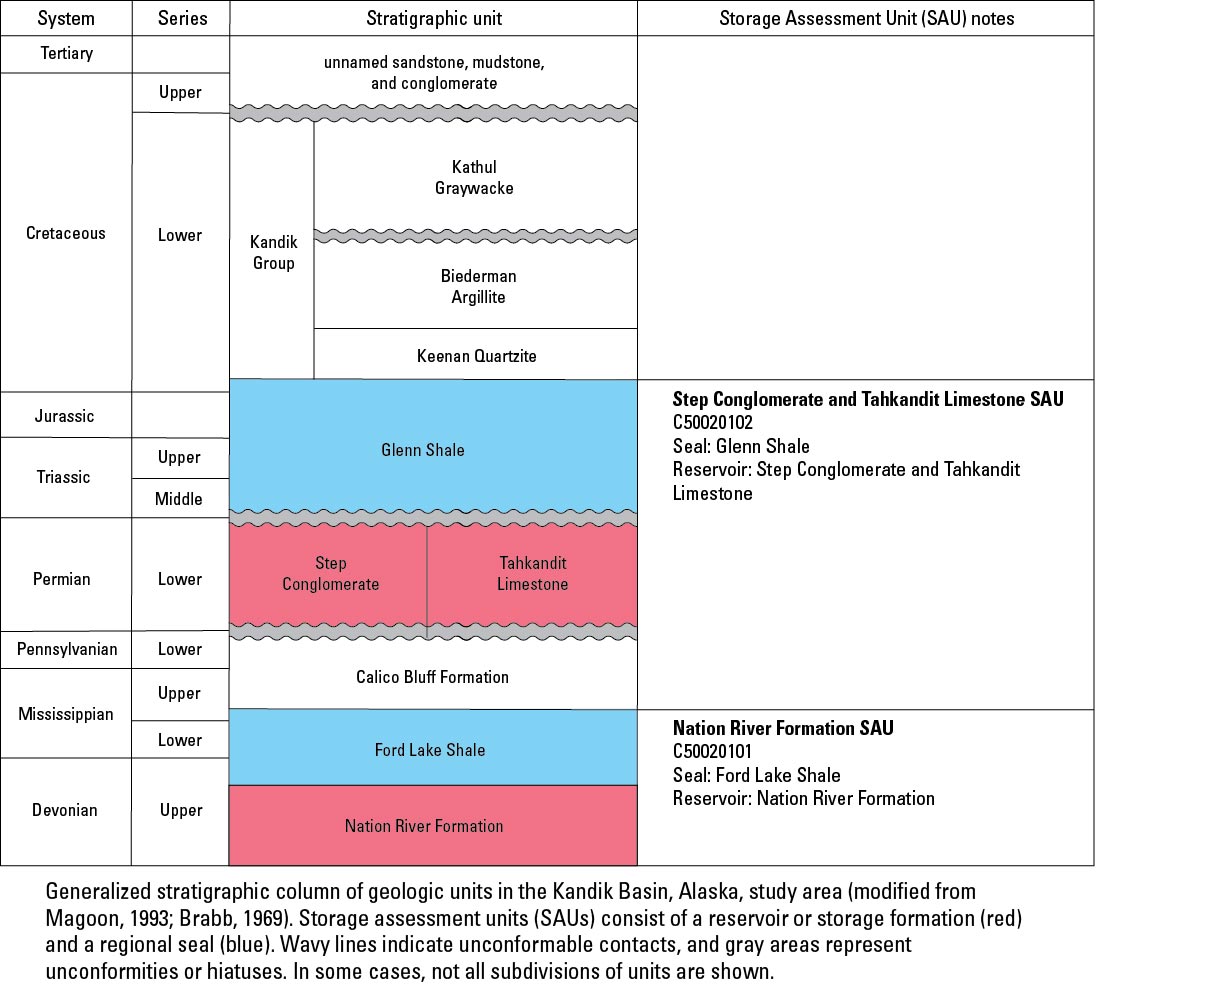 System
Series
Stratigraphic unit
Storage Assessment Unit (SAU) notes
Tertiary
unnamed sandstone, mudstone,
and conglomerate
Upper
Cretaceous
Lower
Kandik
Group
Kathul
Graywacke
Biederman
Argillite
Keenan Quartzite
Jurassic
Triassic
Upper
Middle
Glenn Shale
Step Conglomerate and Tahkandit Limestone SAU
C50020102
Seal: Glenn Shale
Reservoir: Step Conglomerate and Tahkandit
Limestone
Permian
Lower
Step
Conglomerate
Tahkandit
Limestone
Pennsylvanian
Lower
Calico Bluff Formation
Mississippian
Upper
Lower
Ford Lake Shale
Nation River Formation SAU
C50020101
Seal: Ford Lake Shale
Reservoir: Nation River Formation
Devonian
Upper
Nation River Formation
Generalized stratigraphic column of geologic units in the Kandik Basin, Alaska, study area (modified from
Magoon, 1993; Brabb, 1969). Storage assessment units (SAUs) consist of a reservoir or storage formation (red)
and a regional seal (blue). Wavy lines indicate unconformable contacts, and gray areas represent
unconformities or hiatuses. In some cases, not all subdivisions of units are shown.